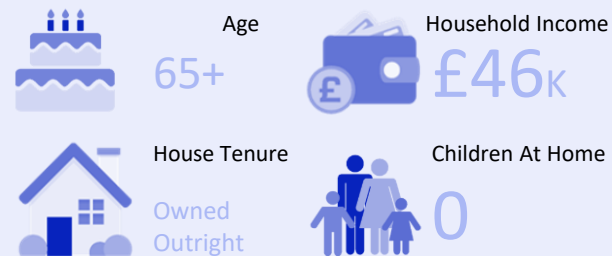 Age
65+
Household Income
£
£46K
House Tenure
Owned
Outright
Children At Home
0